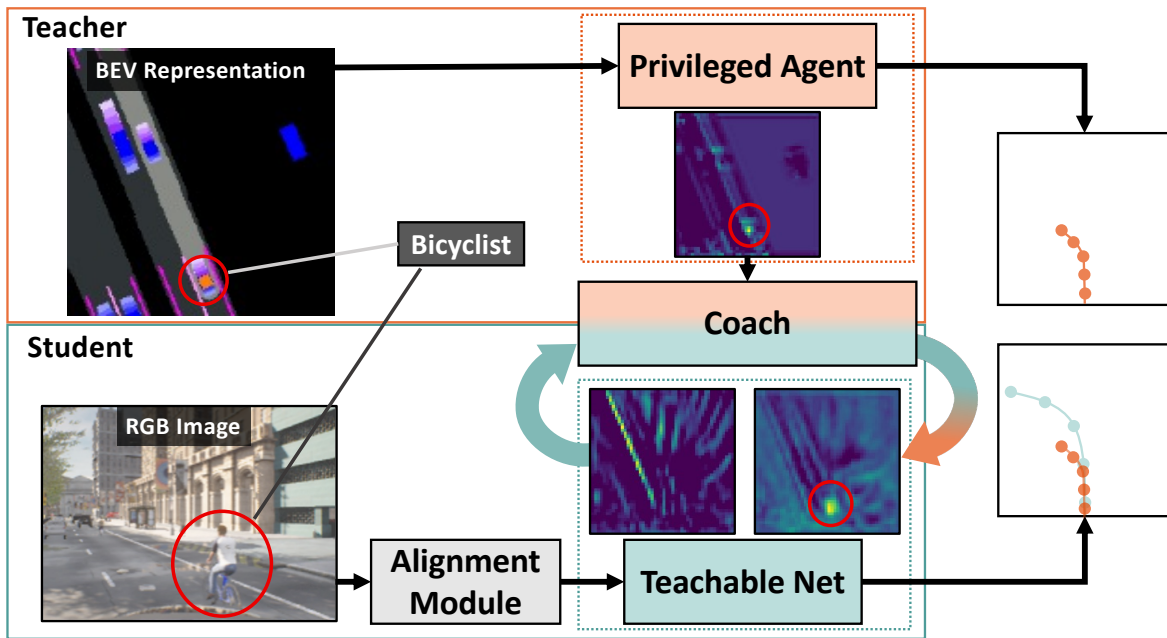 Teacher
BEV Representation
Privileged Agent
Bicyclist
Coach
Student
RGB Image
Alignment
Module
Teachable Net